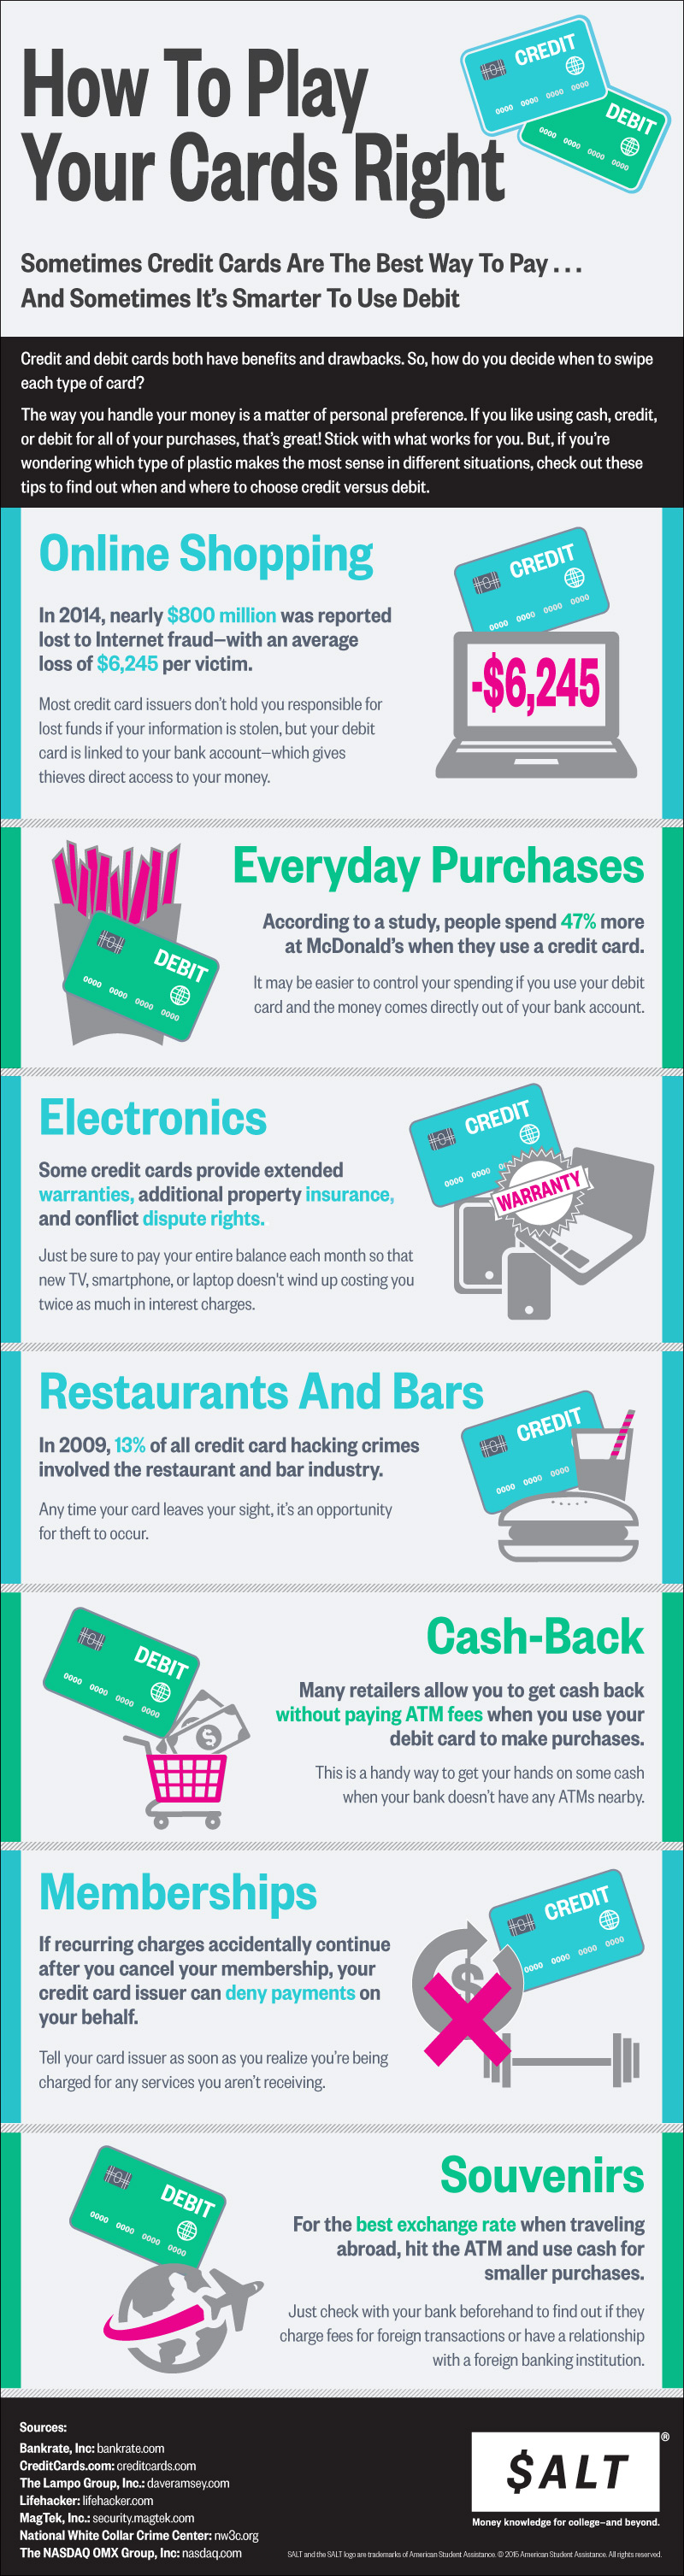 How To Play
Your Cards Right
CREDIT
0000 0000 0000 0000
DEBIT
0000 0000 0000 0000
Sometimes Credit Cards Are The Best Way To Pay . . .
And Sometimes It's Smarter To Use Debit
Credit and debit cards both have benefits and drawbacks. So, how do you decide when to swipe
each type of card?
The way you handle your money is a matter of personal preference. If you like using cash, credit,
or debit for all of your purchases, that's great! Stick with what works for you. But, if you're
wondering which type of plastic makes the most sense in different situations, check out these
tips to find out when and where to choose credit versus debit.
Online Shopping
In 2014, nearly $800 million was reported
lost to Internet fraud—with an average
loss of $6,245 per victim.
Most credit card issuers don't hold you responsible for
lost funds if your information is stolen, but your debit
card is linked to your bank account—which gives
thieves direct access to your money.
CREDIT
0000 0000 0000 0000
-$6,245
Everyday Purchases
According to a study, people spend 47% more
at McDonald's when they use a credit card.
It may be easier to control your spending if you use your debit
card and the money comes directly out of your bank account.
DEBIT
0000 0000 0000 0000
Electronics
Some credit cards provide extended
warranties, additional property insurance,
and conflict dispute rights..
Just be sure to pay your entire balance each month so that
new TV, smartphone, or laptop doesn't wind up costing you
twice as much in interest charges.
CREDIT
0000 0000 00
WARRANTY
Restaurants And Bars
In 2009, 13% of all credit card hacking crimes
involved the restaurant and bar industry.
Any time your card leaves your sight, it's an opportunity
for theft to occur.
CREDIT
0000 0000 0000
Cash-Back
Many retailers allow you to get cash back
without paying ATM fees when you use your
debit card to make purchases.
This is a handy way to get your hands on some cash
when your bank doesn't have any ATMs nearby.
DEBIT
0000 0000 0000 0000
$
Memberships
If recurring charges accidentally continue
after you cancel your membership, your
credit card issuer can deny payments on
your behalf.
Tell your card issuer as soon as you realize you're being
charged for any services you aren't receiving.
CREDIT
0000 0000 0000 0000
$
Souvenirs
For the best exchange rate when traveling
abroad, hit the ATM and use cash for
smaller purchases.
Just check with your bank beforehand to find out if they
charge fees for foreign transactions or have a relationship
with a foreign banking institution.
DEBIT
0000 0000 0000 0000
Sources:
Bankrate, Inc: bankrate.com
CreditCards.com: creditcards.com
The Lampo Group, Inc.: daveramsey.com
Lifehacker: lifehacker.com
MagTek, Inc.: security.magtek.com
National White Collar Crime Center: nw3c.org
The NASDAQ OMX Group, Inc: nasdaq.com
$ALT®
Money knowledge for college—and beyond.
SALT and the SALT logo are trademarks of American Student Assistance. © 2015 American Student Assistance. All rights reserved.